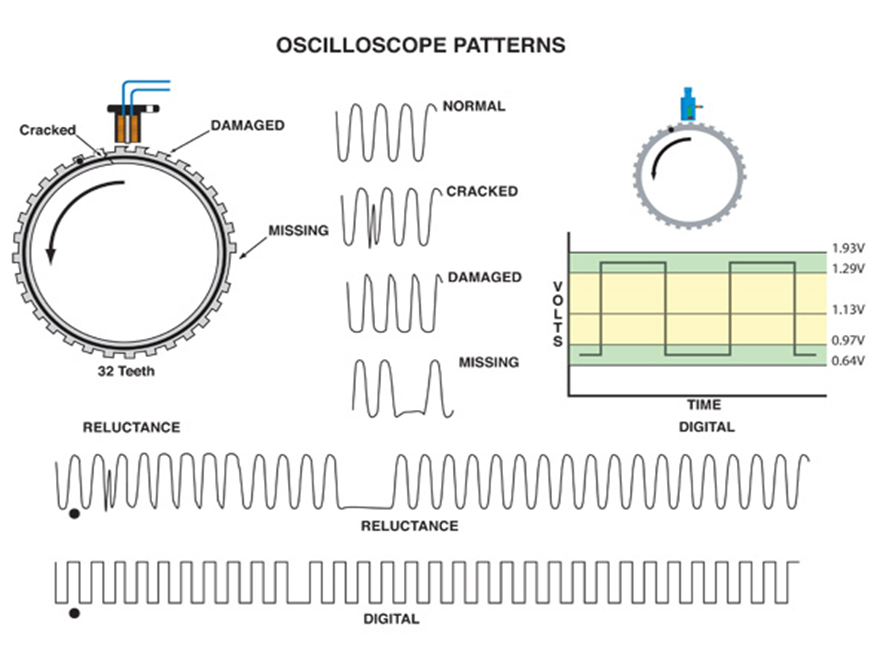 OSCILLOSCOPE PATTERNS
Cracked
DAMAGED
MISSING
32 Teeth
RELUCTANCE
NORMAL
CRACKED
DAMAGED
MISSING
VOLTS
1.93V
1.29V
1.13V
0.97V
0.64V
TIME
DIGITAL
RELUCTANCE
DIGITAL